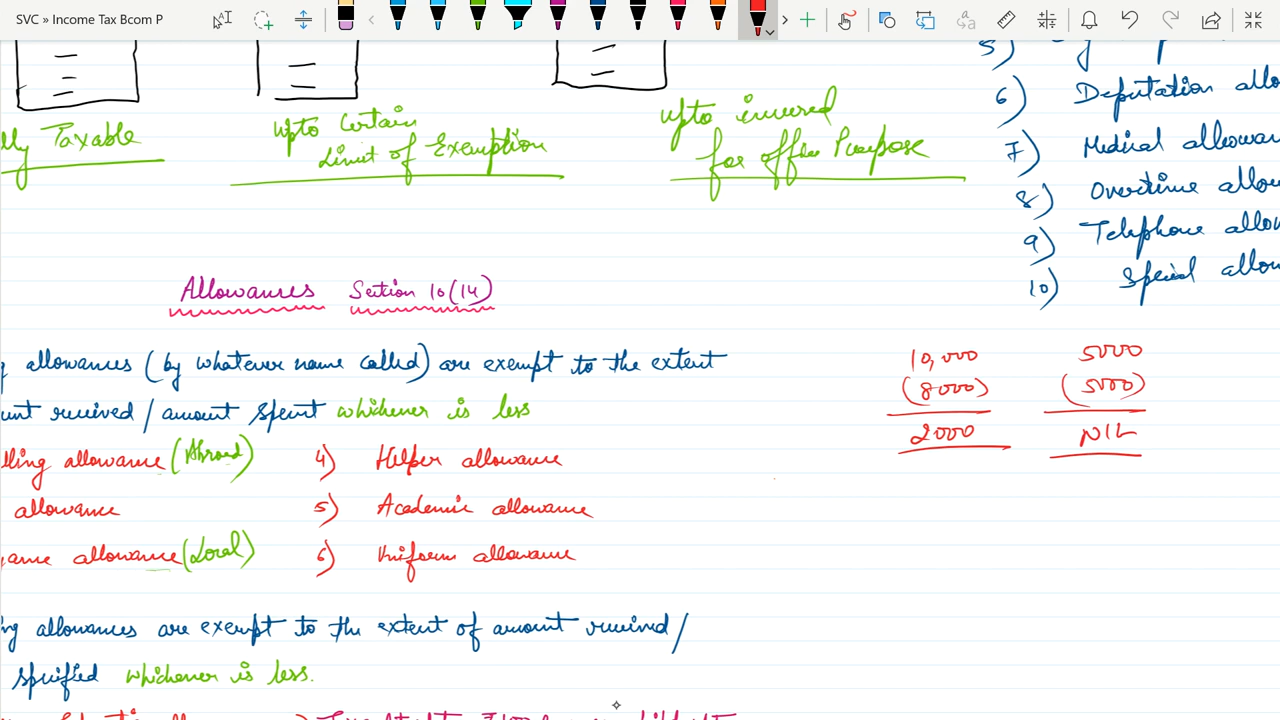 SVC » Income Tax Bcom P
lly Taxable
upto Certain
Limit of Exemption
upto incurred
for office Purpose
5)
6) Deputation allo
7) Medical allowan
8) Overtime allow
9) Telephone allow
10) Special allow
Allowances Section 10(14)
g allowances (by whatever name called) are exempt to the extent
unt received / amount spent whichever is less
lling allowance (Abroad) 4) Helper allowance
allowance 5) Academic allowance
yance allowance (Local) 6) Uniform allowance
10,000 5000
(8000) (5000)
2000 NIL
ng allowances are exempt to the extent of amount received /
specified whichever is less.